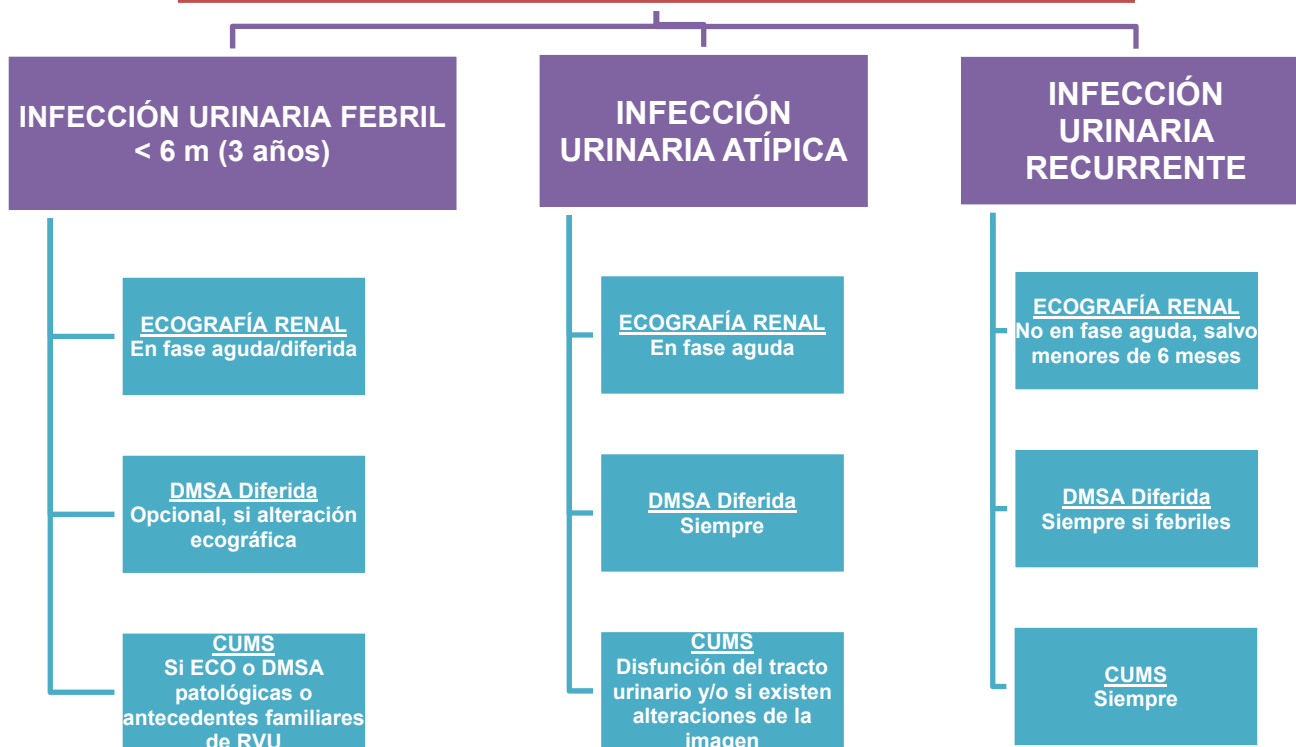 INFECCIÓN URINARIA FEBRIL
< 6 m (3 años)
ECOGRAFÍA RENAL
En fase aguda/diferida
DMSA Diferida
Opcional, si alteración
ecográfica
CUMS
Si ECO o DMSA
patológicas o
antecedentes familiares
de RVU
INFECCIÓN
URINARIA ATÍPICA
ECOGRAFÍA RENAL
En fase aguda
DMSA Diferida
Siempre
CUMS
Disfunción del tracto
urinario y/o si existen
alteraciones de la
imagen
INFECCIÓN
URINARIA
RECURRENTE
ECOGRAFÍA RENAL
No en fase aguda, salvo
menores de 6 meses
DMSA Diferida
Siempre si febriles
CUMS
Siempre